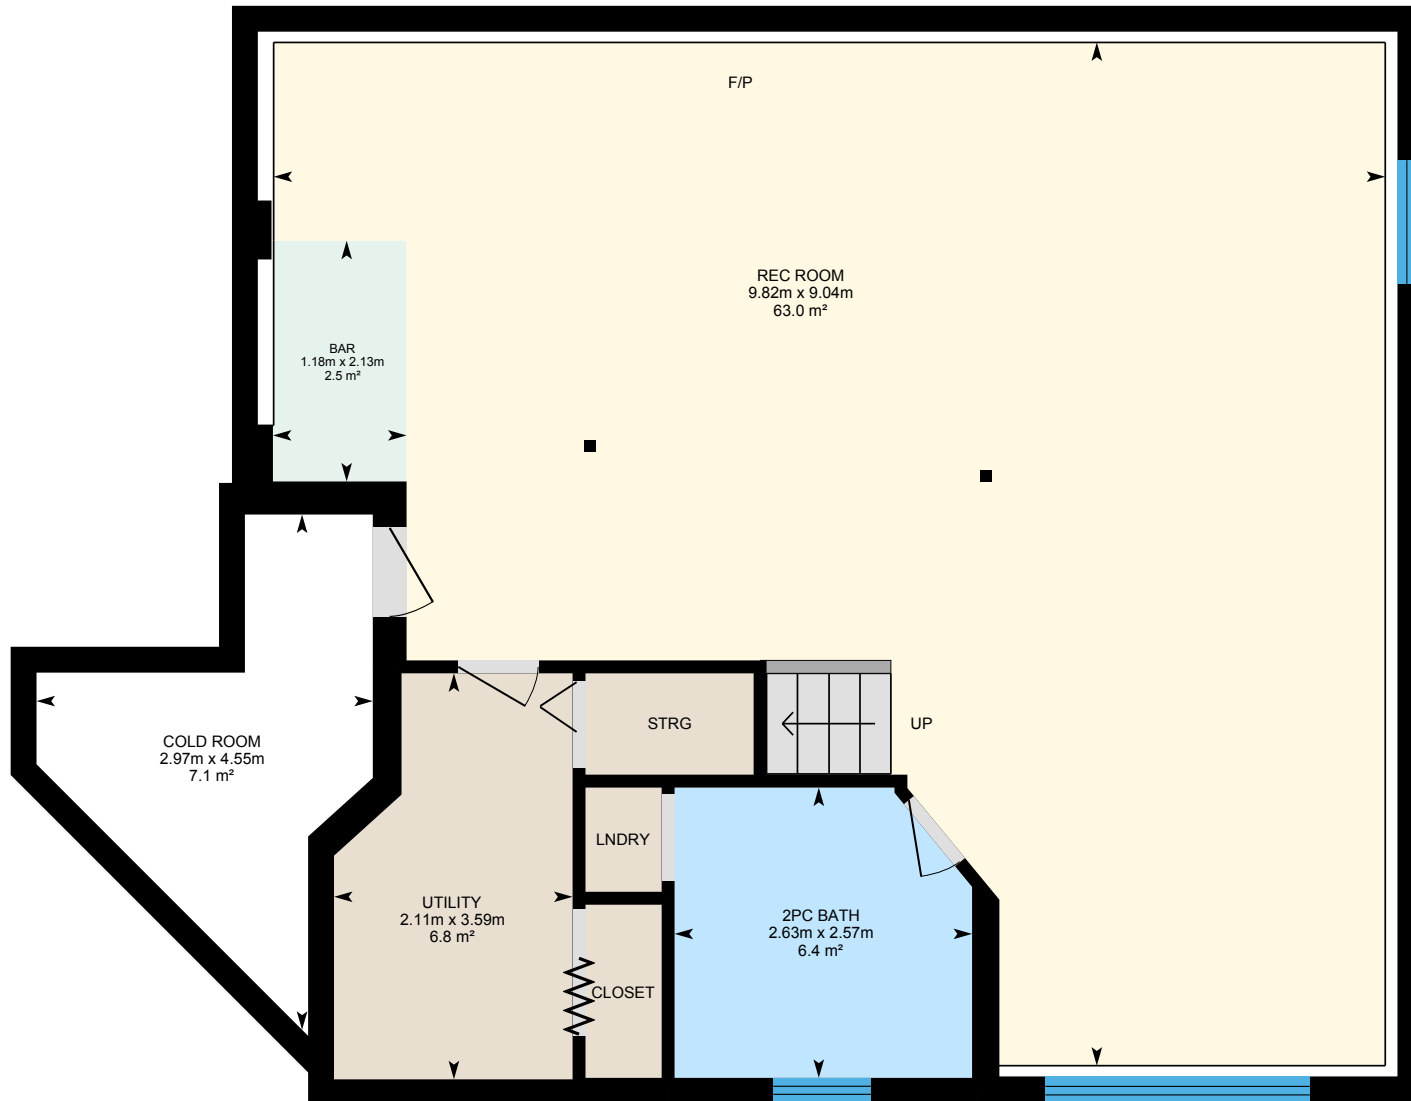 F/P
REC ROOM
9.82m x 9.04m
63.0 m²
BAR
1.18m x 2.13m
2.5 m²
STRG
UP
COLD ROOM
2.97m x 4.55m
7.1 m²
LNDRY
UTILITY
2.11m x 3.59m
6.8 m²
2PC BATH
2.63m x 2.57m
6.4 m²
CLOSET